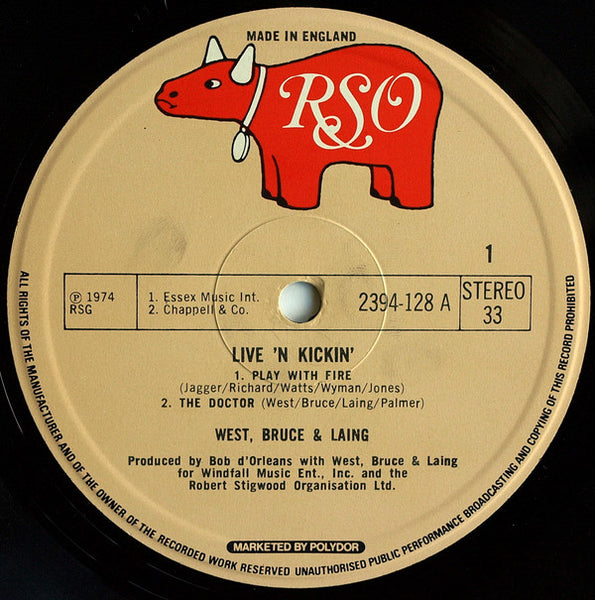 MADE IN ENGLAND
RSO
1
℗ 1974
RSG
1. Essex Music Int.
2. Chappell & Co.
2394-128 A
STEREO
33
LIVE 'N KICKIN'
1. PLAY WITH FIRE
(Jagger/Richard/Watts/Wyman/Jones)
2. THE DOCTOR (West/Bruce/Laing/Palmer)
WEST, BRUCE & LAING
Produced by Bob d'Orleans with West, Bruce & Laing
for Windfall Music Ent., Inc. and the
Robert Stigwood Organisation Ltd.
MARKETED BY POLYDOR
ALL RIGHTS OF THE MANUFACTURER AND OF THE OWNER OF THE RECORDED WORK RESERVED UNAUTHORISED PUBLIC PERFORMANCE BROADCASTING AND COPYING OF THIS RECORD PROHIBITED